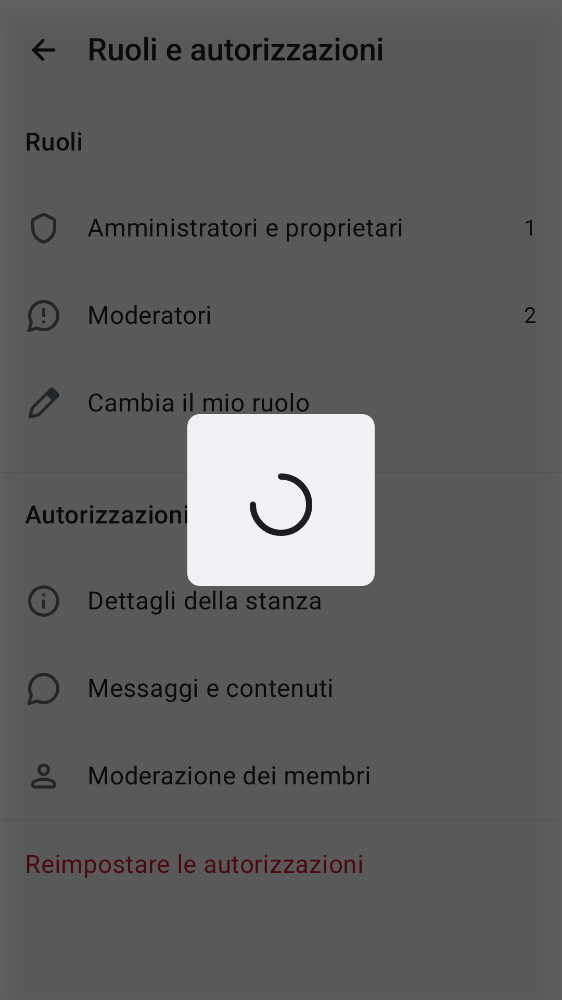 Ruoli e autorizzazioni
Ruoli
Amministratori e proprietari 1
Moderatori 2
Cambia il mio ruolo
Autorizzazioni
Dettagli della stanza
Messaggi e contenuti
Moderazione dei membri
Reimpostare le autorizzazioni